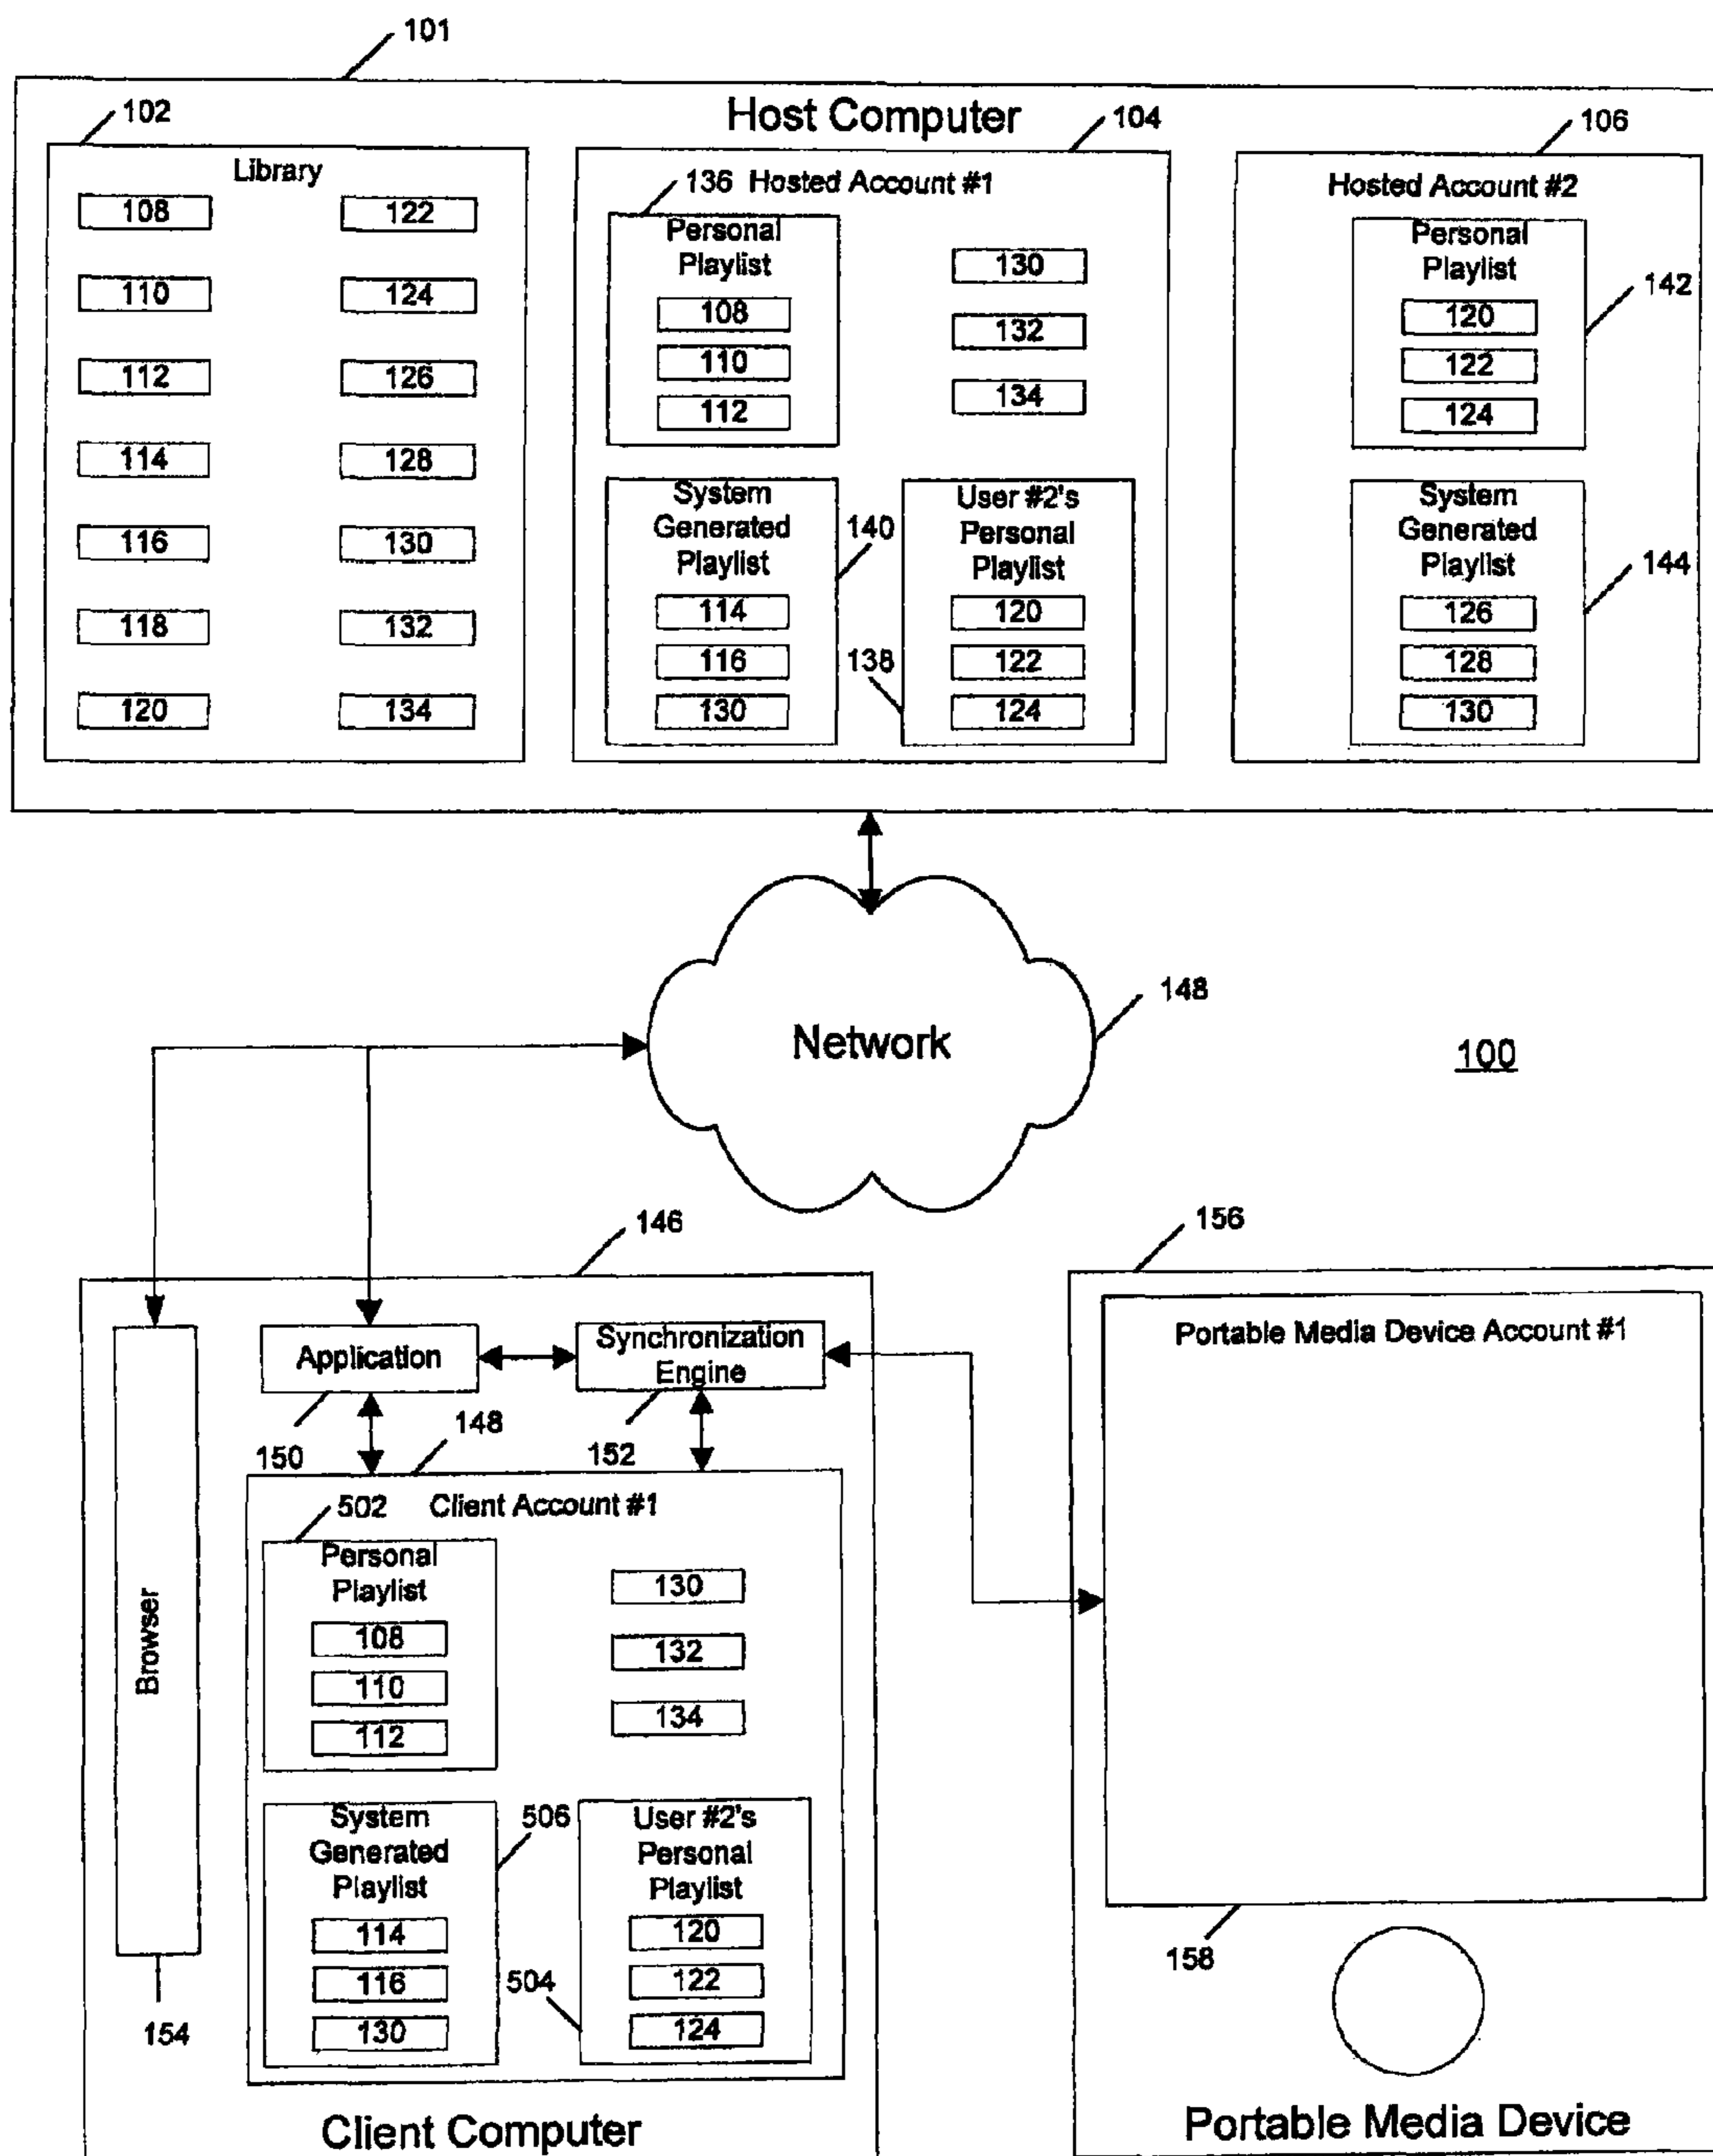 101
Host Computer
102
104
106
Library
108
122
110
124
112
126
114
128
116
130
118
132
120
134
136 Hosted Account #1
Personal
Playlist
108
110
112
130
132
134
System
Generated
Playlist
114
116
130
140
138
User #2's
Personal
Playlist
120
122
124
Hosted Account #2
Personal
Playlist
120
122
124
142
System
Generated
Playlist
126
128
130
144
Network
148
100
146
156
Browser
154
Application
150
Synchronization
Engine
152
148
502
Client Account #1
Personal
Playlist
108
110
112
130
132
134
System
Generated
Playlist
114
116
130
506
504
User #2's
Personal
Playlist
120
122
124
Client Computer
Portable Media Device Account #1
158
Portable Media Device